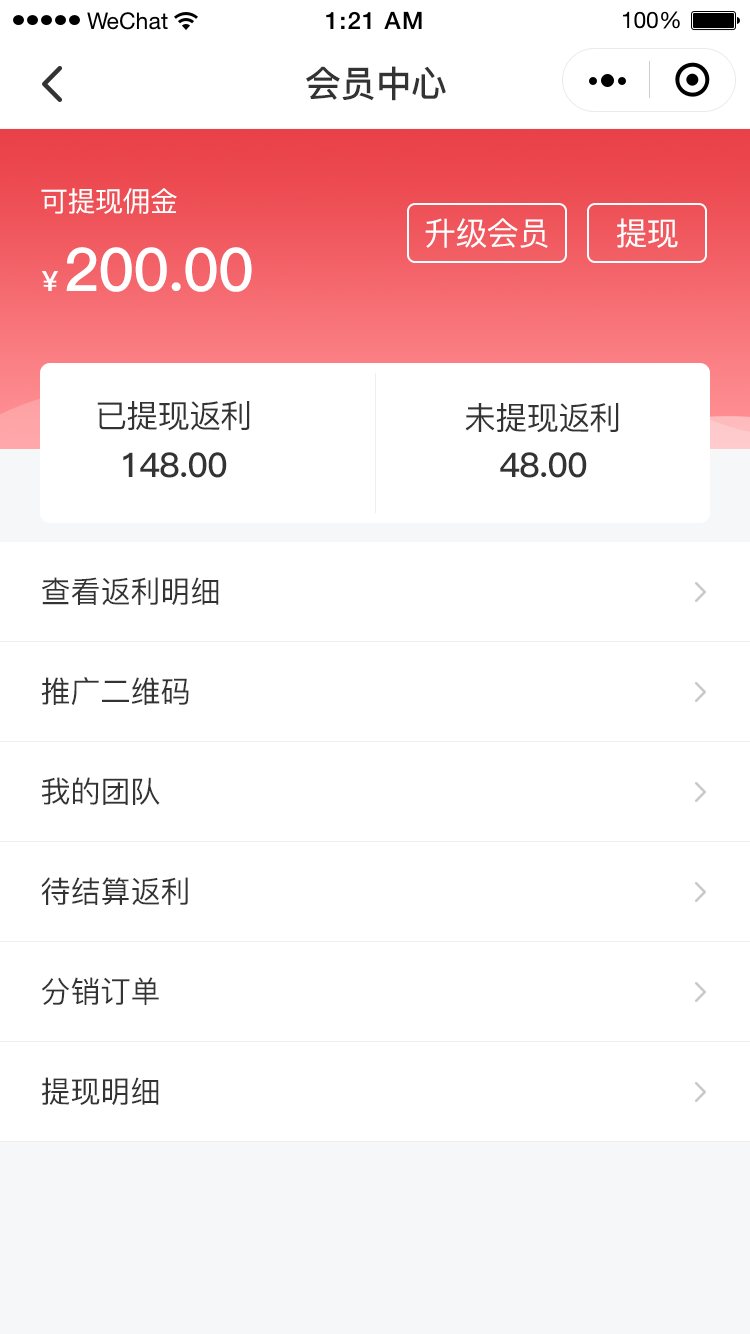 WeChat 1:21 AM 100%
会员中心
可提现佣金
¥200.00
升级会员 提现
已提现返利 未提现返利
148.00 48.00
查看返利明细
推广二维码
我的团队
待结算返利
分销订单
提现明细